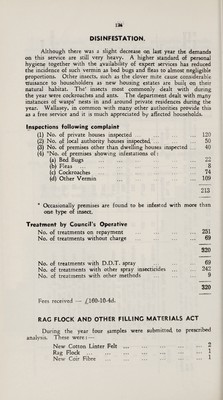 136
DISINFESTATION.
Although there was a slight decrease on last year the demands
on this service are still very heavy. A higher standard of personal
hygiene together with the availability of expert services has reduced
the incidence of such vermin as bed bugs and fleas to almost negligible
proportions. Other insects, such as the clover mite cause considerable
nuisance to householders as new housing estates are built on their
natural habitat. The insects most commonly dealt with during
the year were cockroaches and ants. The department dealt with many
instances of wasps' nests in and around private residences during the
year. Wallasey, in common with many other authorities provide this
as a free service and it is much appreciated by affected households.
Inspections following complaint
(1) No. of private houses inspected ... ... ... 120
(2) No. of local authority houses inspected, ... ... 50
(3) No. of premises other than dwelling houses inspected ... 40
(4) *No. of premises showing infestations of:
(a) Bed Bugs ... ... ... ... 22
(b) Fleas ... ... ... ... 8
(c) Cockroaches ... ... ... ... 74
(d) Other Vermin ... ... ... ... 109
213
* Occasionally premises are found to be infested with more than
one type of insect.
Treatment by Council's Operative
No. of treatments on repayment ... ... ... 251
No. of treatments without charge ... ... ... 69
320
No. of treatments with D.D.T. spray ... ... ... 69
No. of treatments with other spray insecticides ... ... 242
No. of treatments with other methods ... ... ... 9
320
Fees received — £160-10-4d.
RAG FLOCK AND OTHER FILLING MATERIALS ACT
During the year four samples were submitted to prescribed
analysis. These were:—
New Cotton Linter Felt ... ... ... ... 2
Rag Flock ... ... ... ... ... 1
New Coir Fibre ... ... ... ... 1